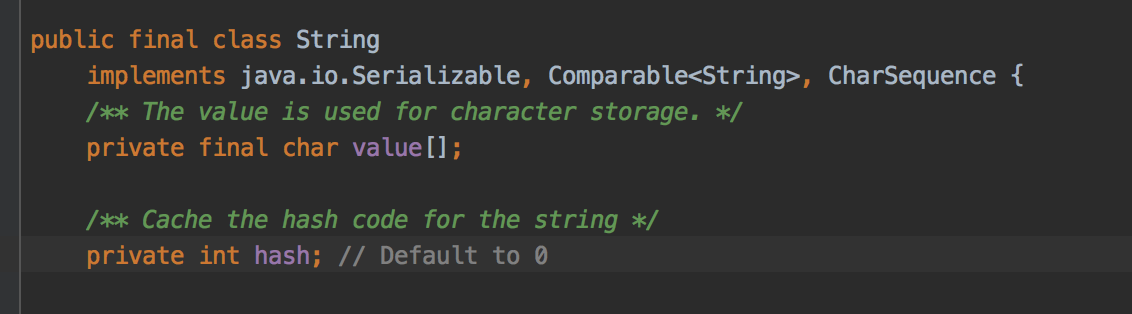 public final class String
implements java.io.Serializable, Comparable<String>, CharSequence {
/** The value is used for character storage. */
private final char value[];
/** Cache the hash code for the string */
private int hash; // Default to 0